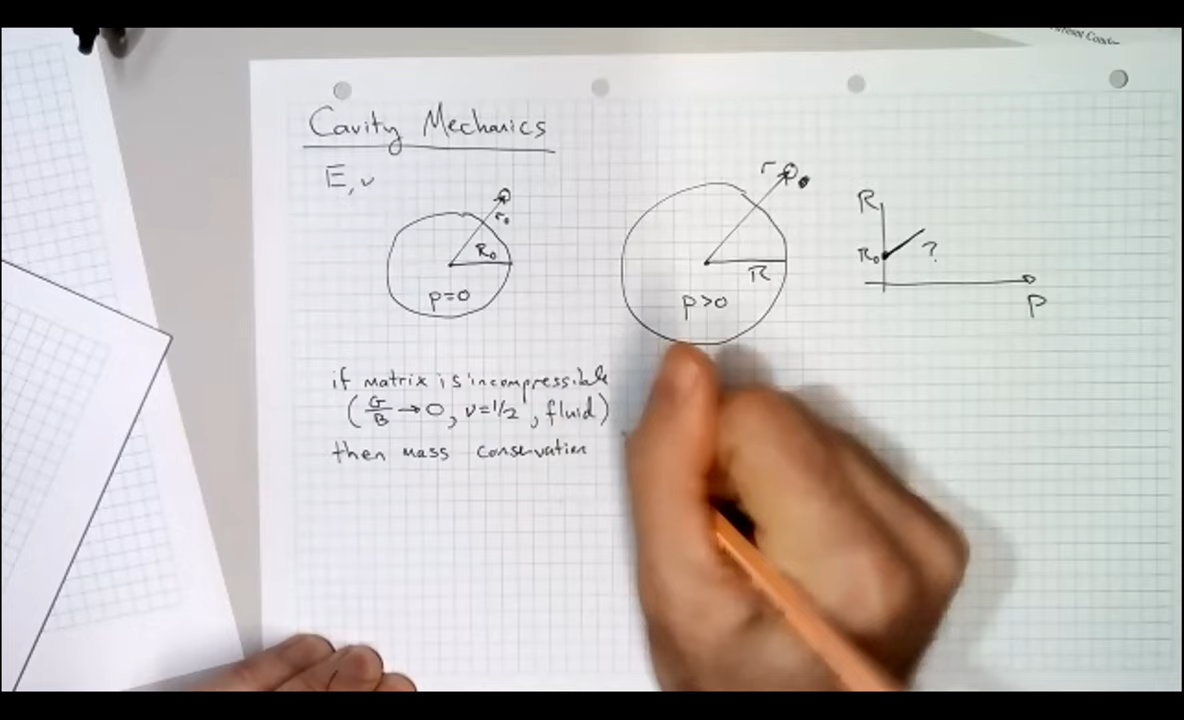 Cavity Mechanics
E, ν
r₀
R₀
p=0
r
R
p>0
R
R₀
?
P
if matrix is incompressible
(G/B → 0, ν=1/2, fluid)
then mass conservation